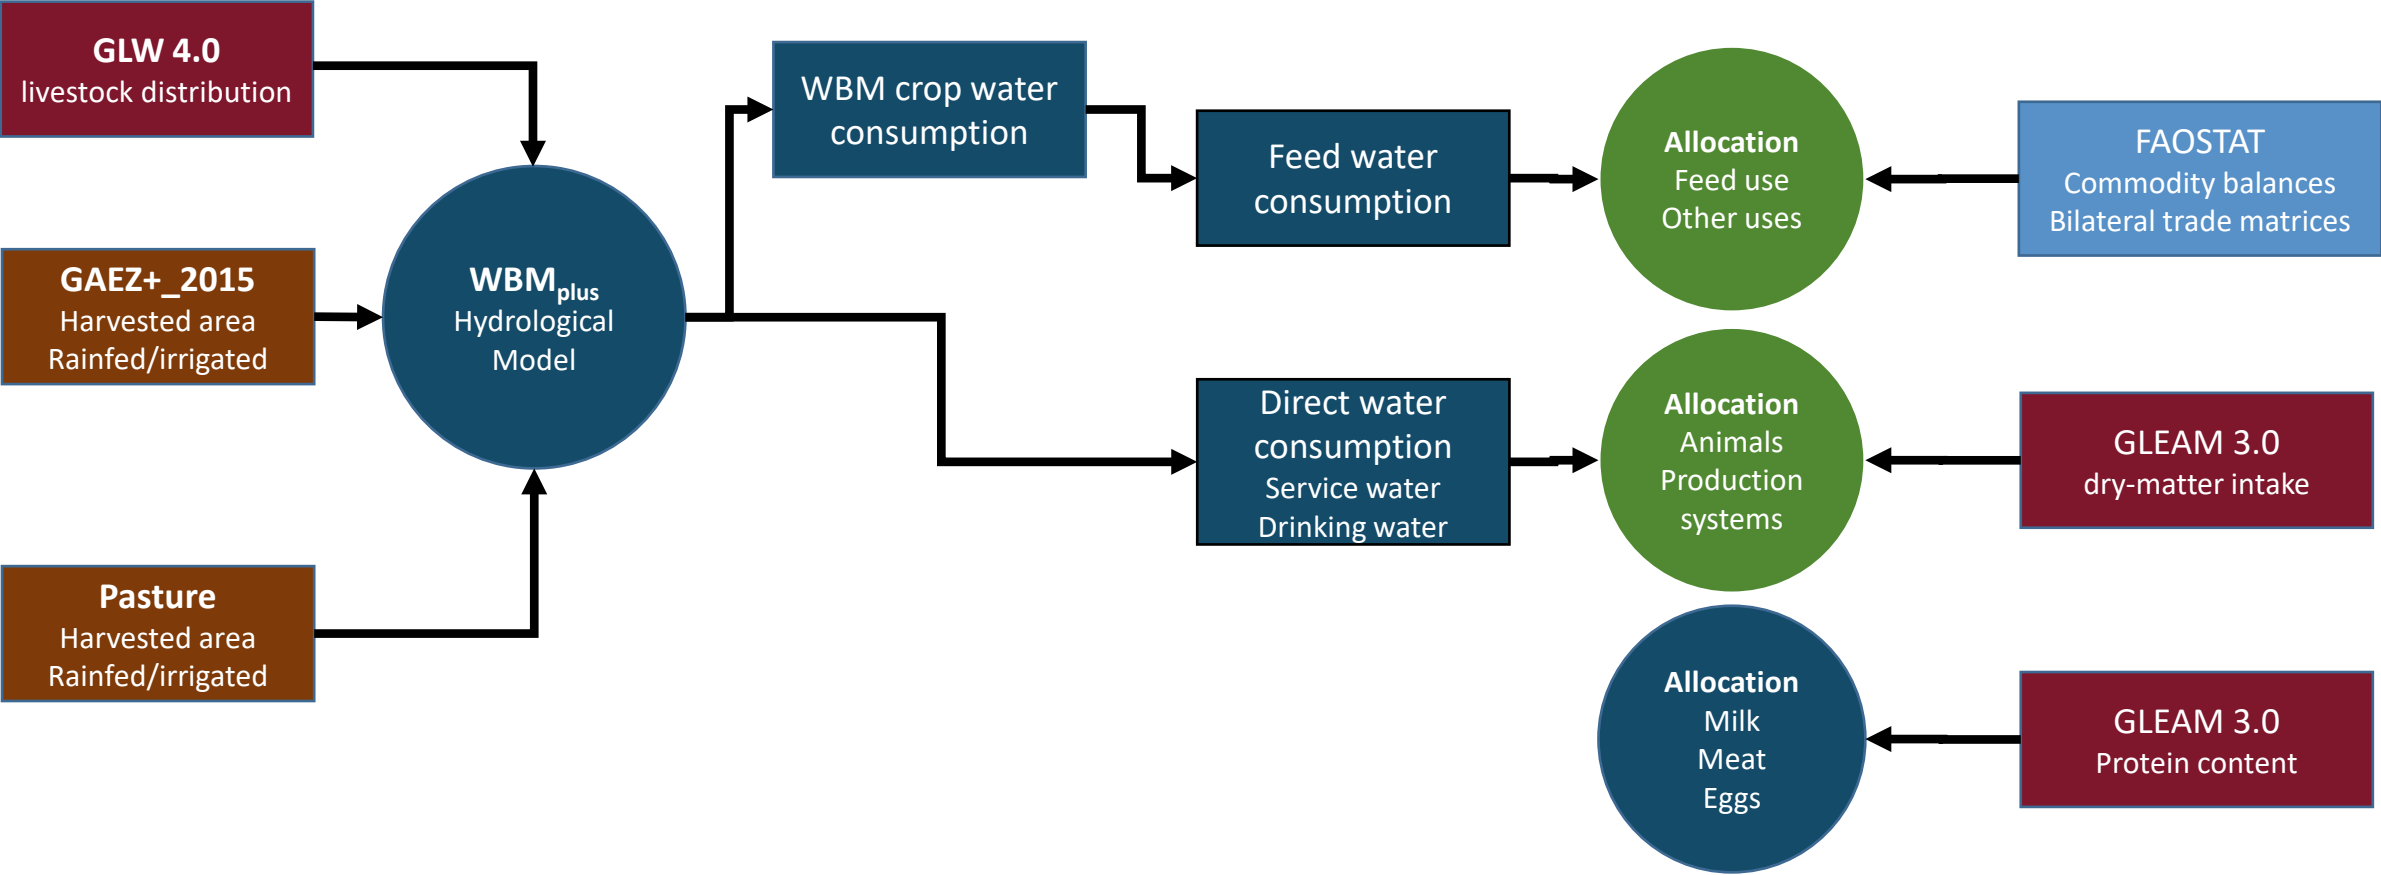 GLW 4.0
livestock distribution
GAEZ+_2015
Harvested area
Rainfed/irrigated
Pasture
Harvested area
Rainfed/irrigated
WBMplus
Hydrological
Model
WBM crop water
consumption
Feed water
consumption
Direct water
consumption
Service water
Drinking water
Allocation
Feed use
Other uses
Allocation
Animals
Production
systems
Allocation
Milk
Meat
Eggs
FAOSTAT
Commodity balances
Bilateral trade matrices
GLEAM 3.0
dry-matter intake
GLEAM 3.0
Protein content